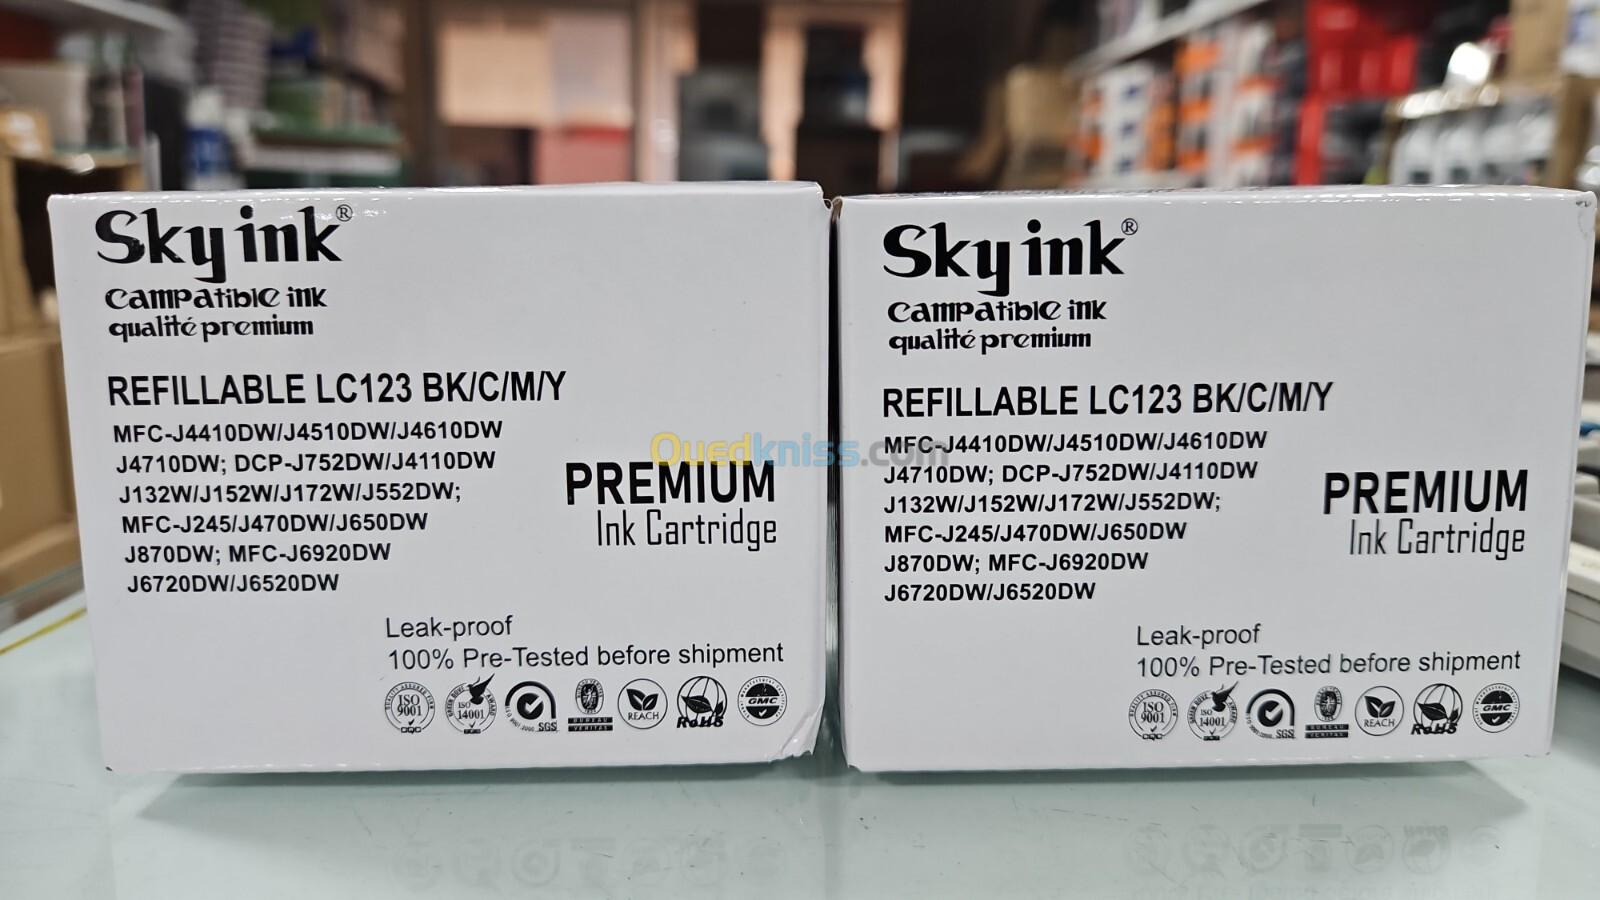 Sky ink®
campatible ink
qualité premium
REFILLABLE LC123 BK/C/M/Y
MFC-J4410DW/J4510DW/J4610DW
J4710DW; DCP-J752DW/J4110DW
J132W/J152W/J172W/J552DW;
MFC-J245/J470DW/J650DW
J870DW; MFC-J6920DW
J6720DW/J6520DW
PREMIUM
Ink Cartridge
Leak-proof
100% Pre-Tested before shipment
ISO 9001
ISO 14001
SGS
BUREAU VERITAS
REACH
RoHS
GMC
Sky ink®
campatible ink
qualité premium
REFILLABLE LC123 BK/C/M/Y
MFC-J4410DW/J4510DW/J4610DW
J4710DW; DCP-J752DW/J4110DW
J132W/J152W/J172W/J552DW;
MFC-J245/J470DW/J650DW
J870DW; MFC-J6920DW
J6720DW/J6520DW
PREMIUM
Ink Cartridge
Leak-proof
100% Pre-Tested before shipment
ISO 9001
ISO 14001
SGS
BUREAU VERITAS
REACH
RoHS
GMC
Ouedkniss.com